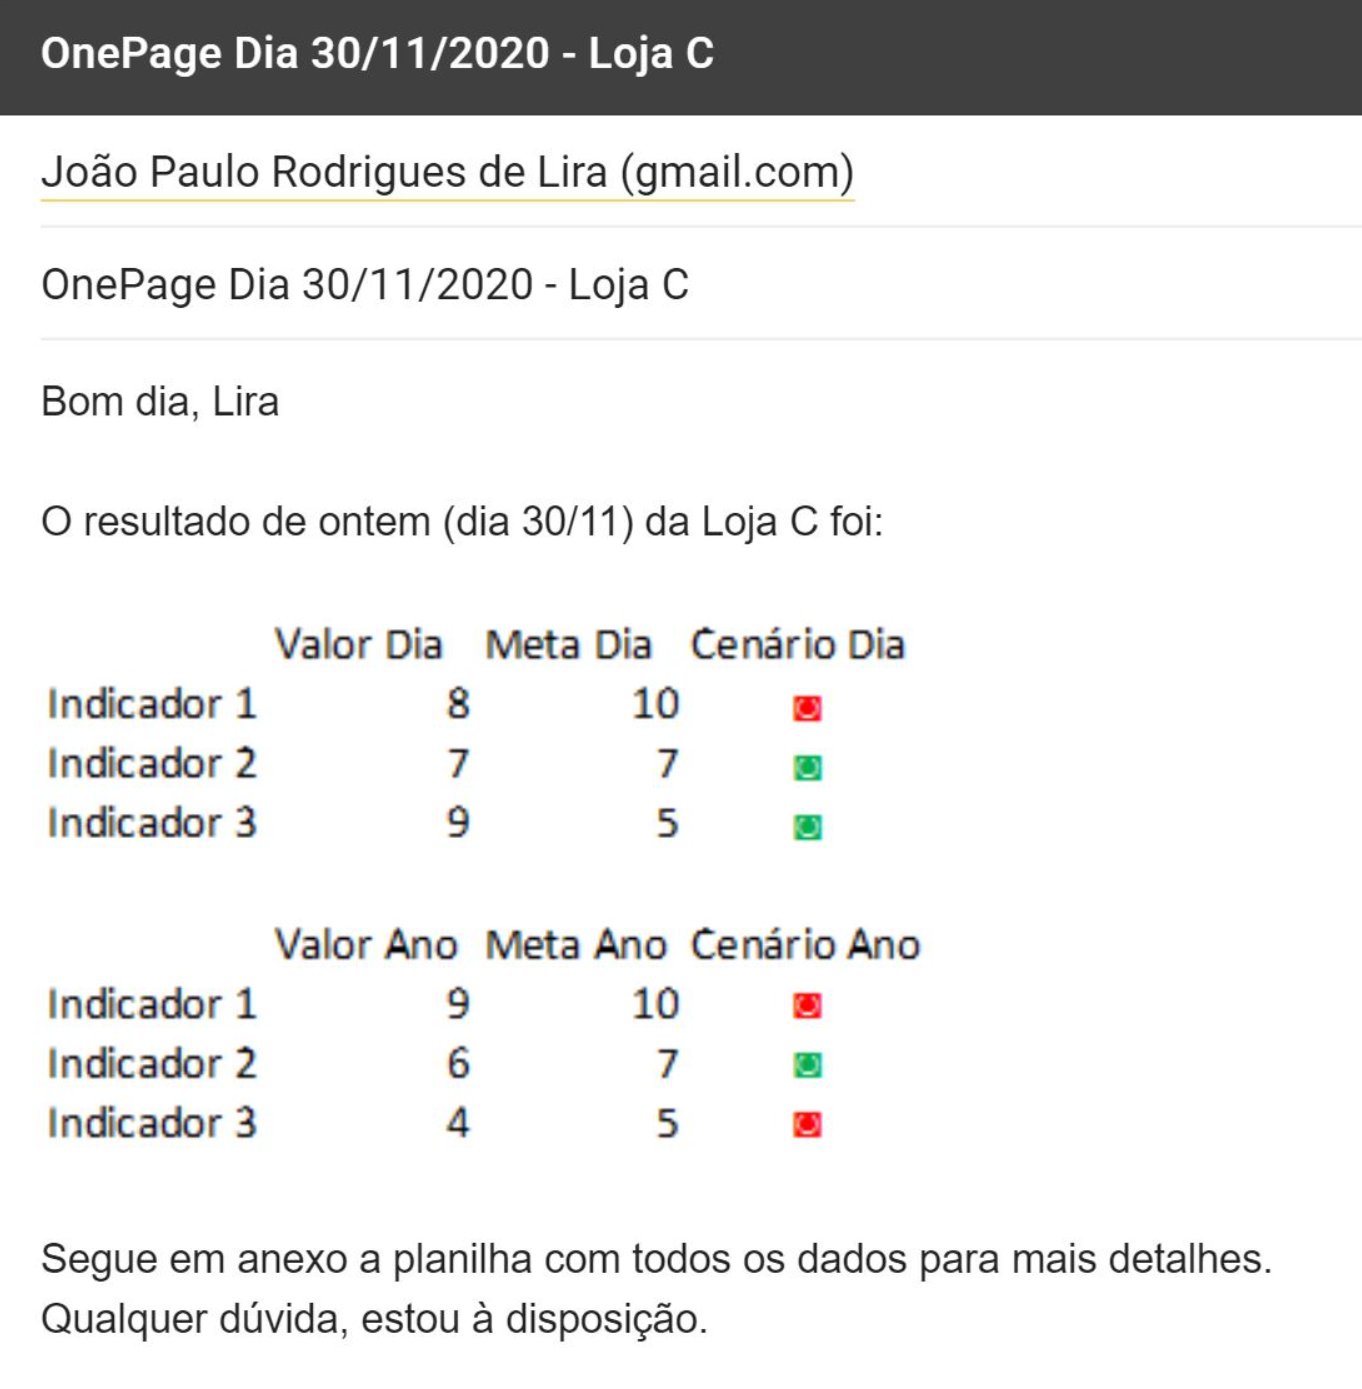 OnePage Dia 30/11/2020 - Loja C
João Paulo Rodrigues de Lira (gmail.com)
OnePage Dia 30/11/2020 - Loja C
Bom dia, Lira
O resultado de ontem (dia 30/11) da Loja C foi:
Valor Dia Meta Dia Cenário Dia
Indicador 1 8 10
Indicador 2 7 7
Indicador 3 9 5
Valor Ano Meta Ano Cenário Ano
Indicador 1 9 10
Indicador 2 6 7
Indicador 3 4 5
Segue em anexo a planilha com todos os dados para mais detalhes.
Qualquer dúvida, estou à disposição.